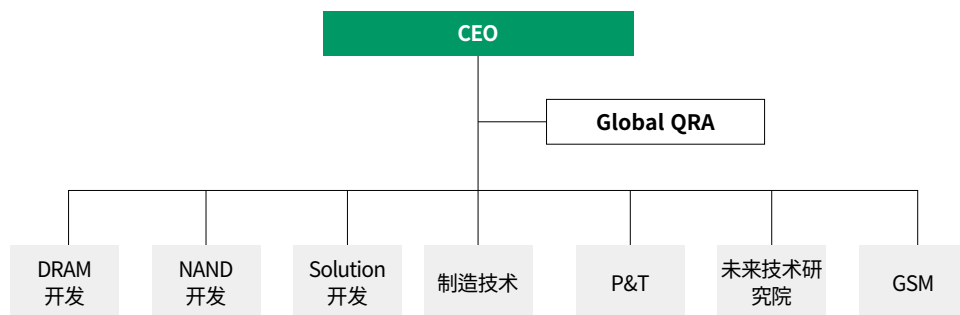 CEO
Global QRA
DRAM
开发
NAND
开发
Solution
开发
制造技术
P&T
未来技术研
究院
GSM